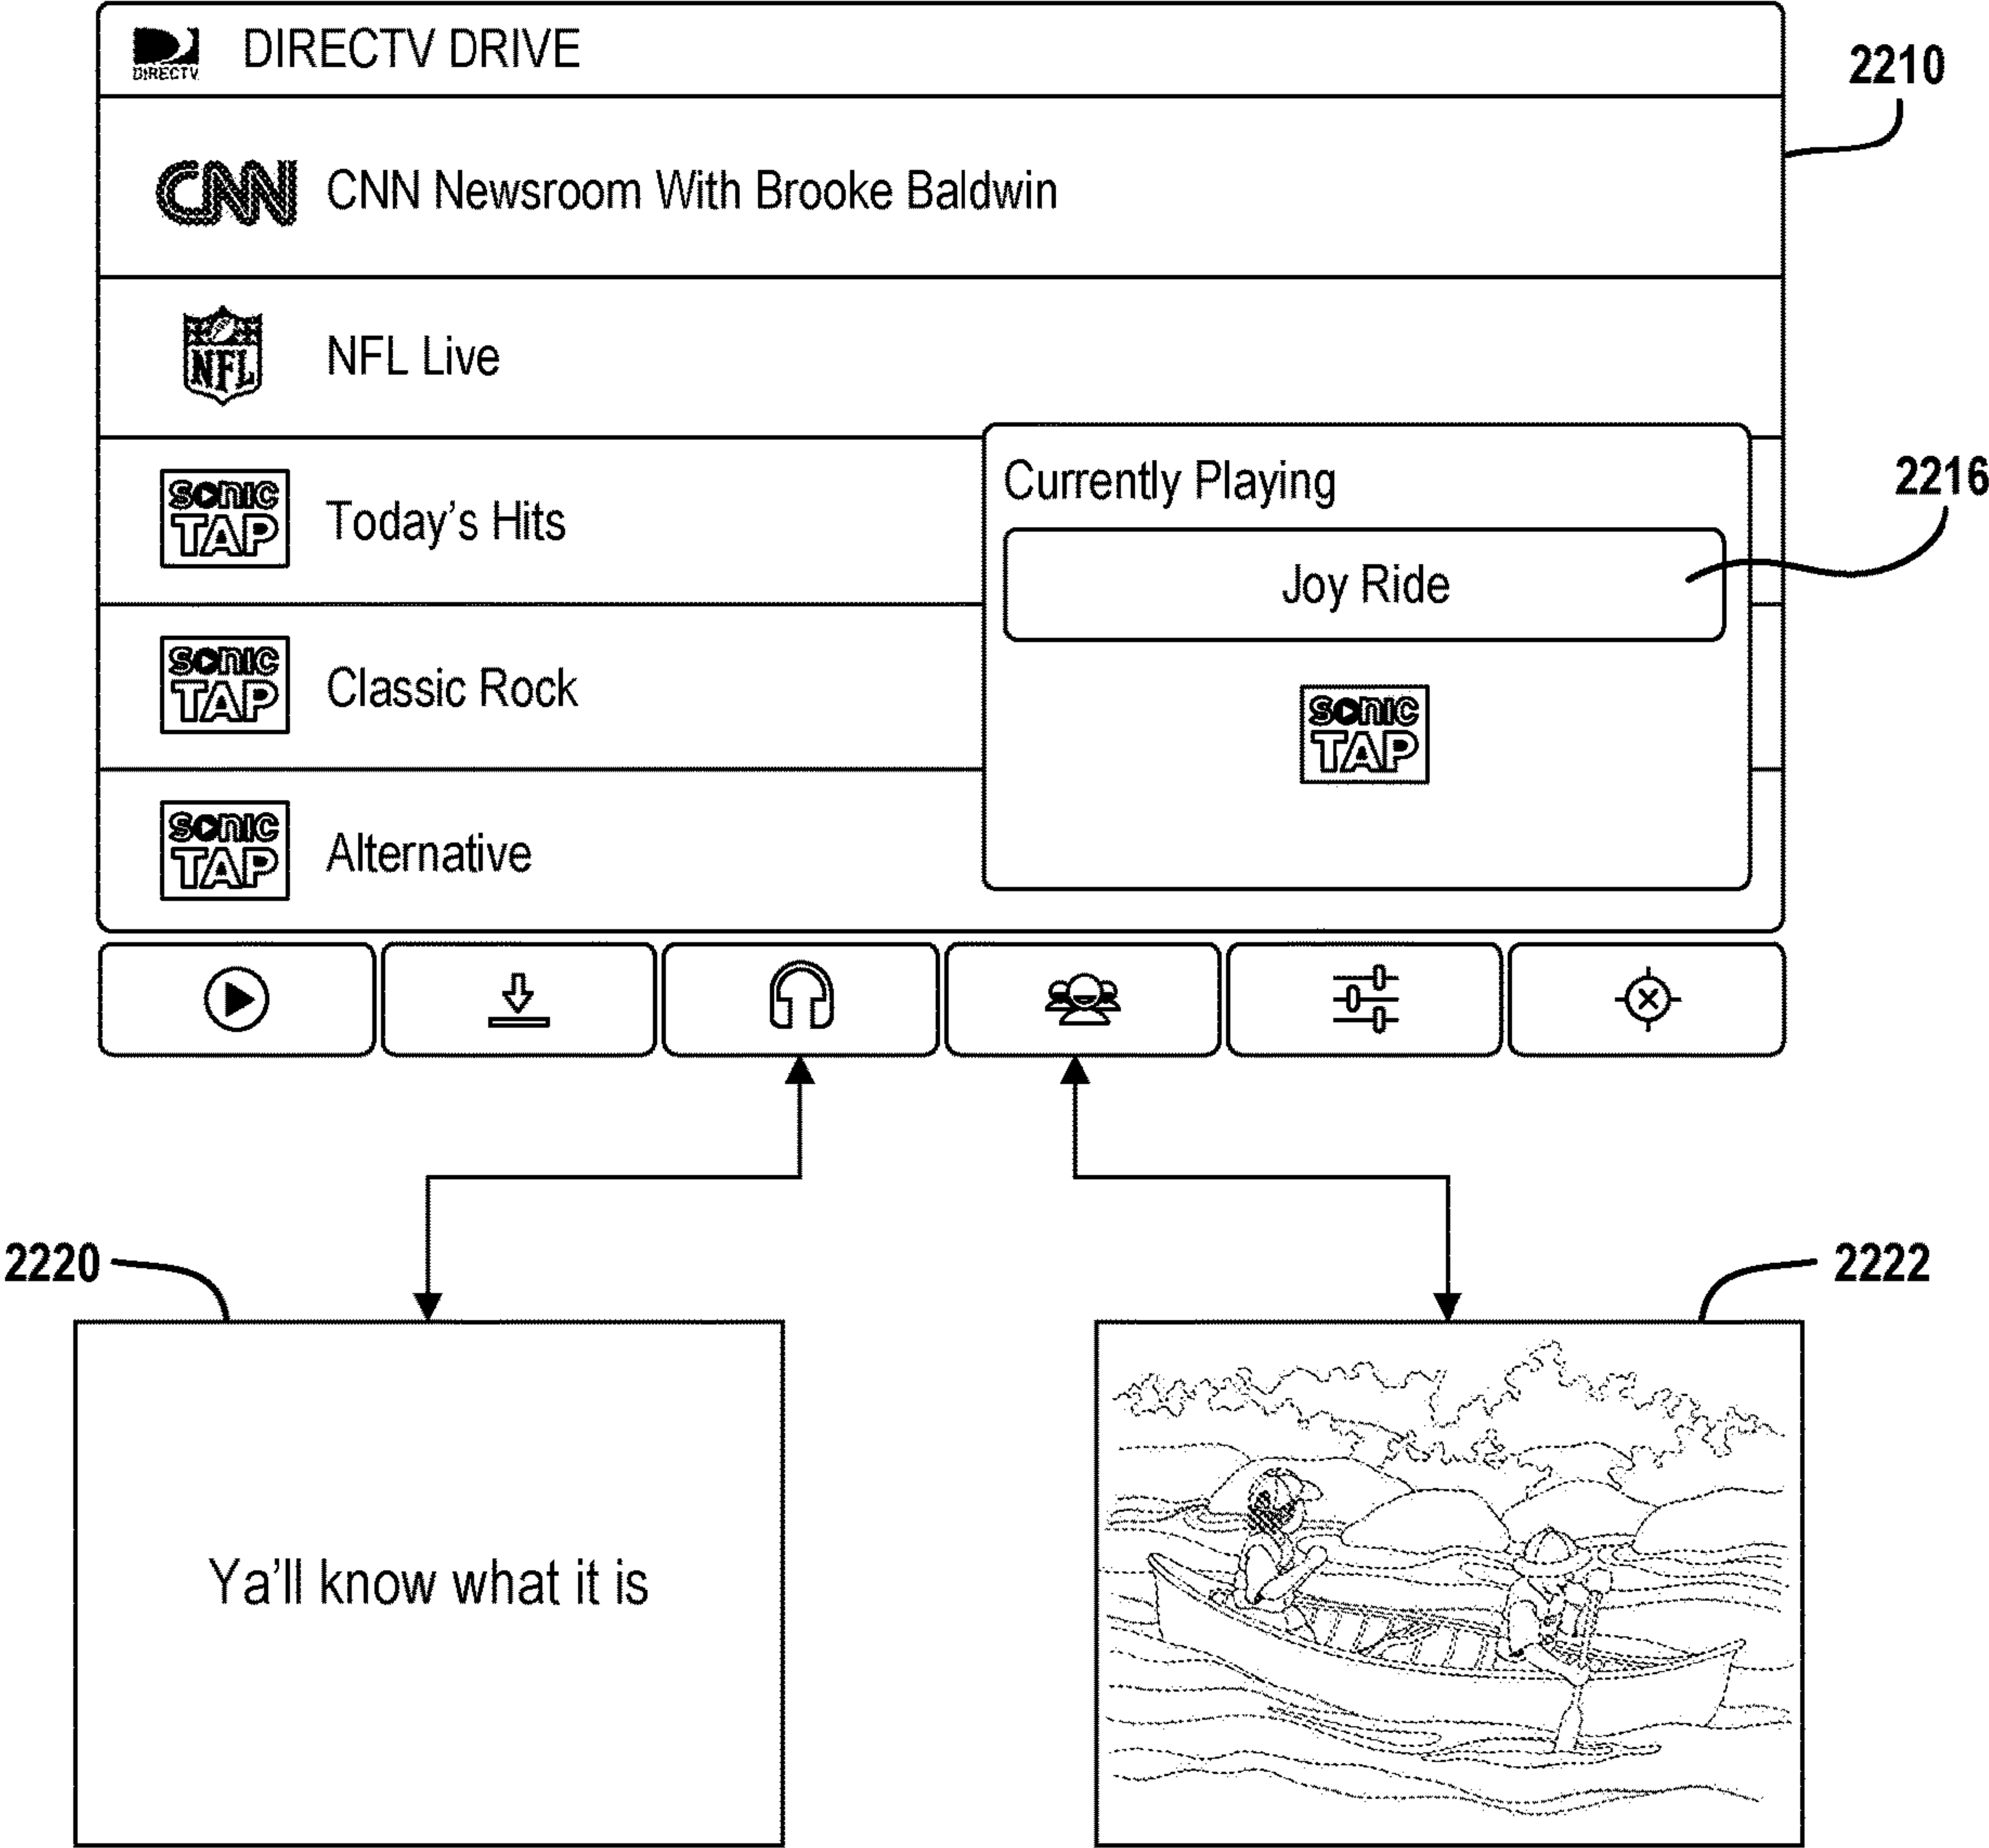 DIRECTV DIRECTV DRIVE
2210
CNN CNN Newsroom With Brooke Baldwin
NFL NFL Live
SONIC TAP Today's Hits
Currently Playing
2216
Joy Ride
SONIC TAP Classic Rock
SONIC TAP
SONIC TAP Alternative
2220
2222
Ya'll know what it is